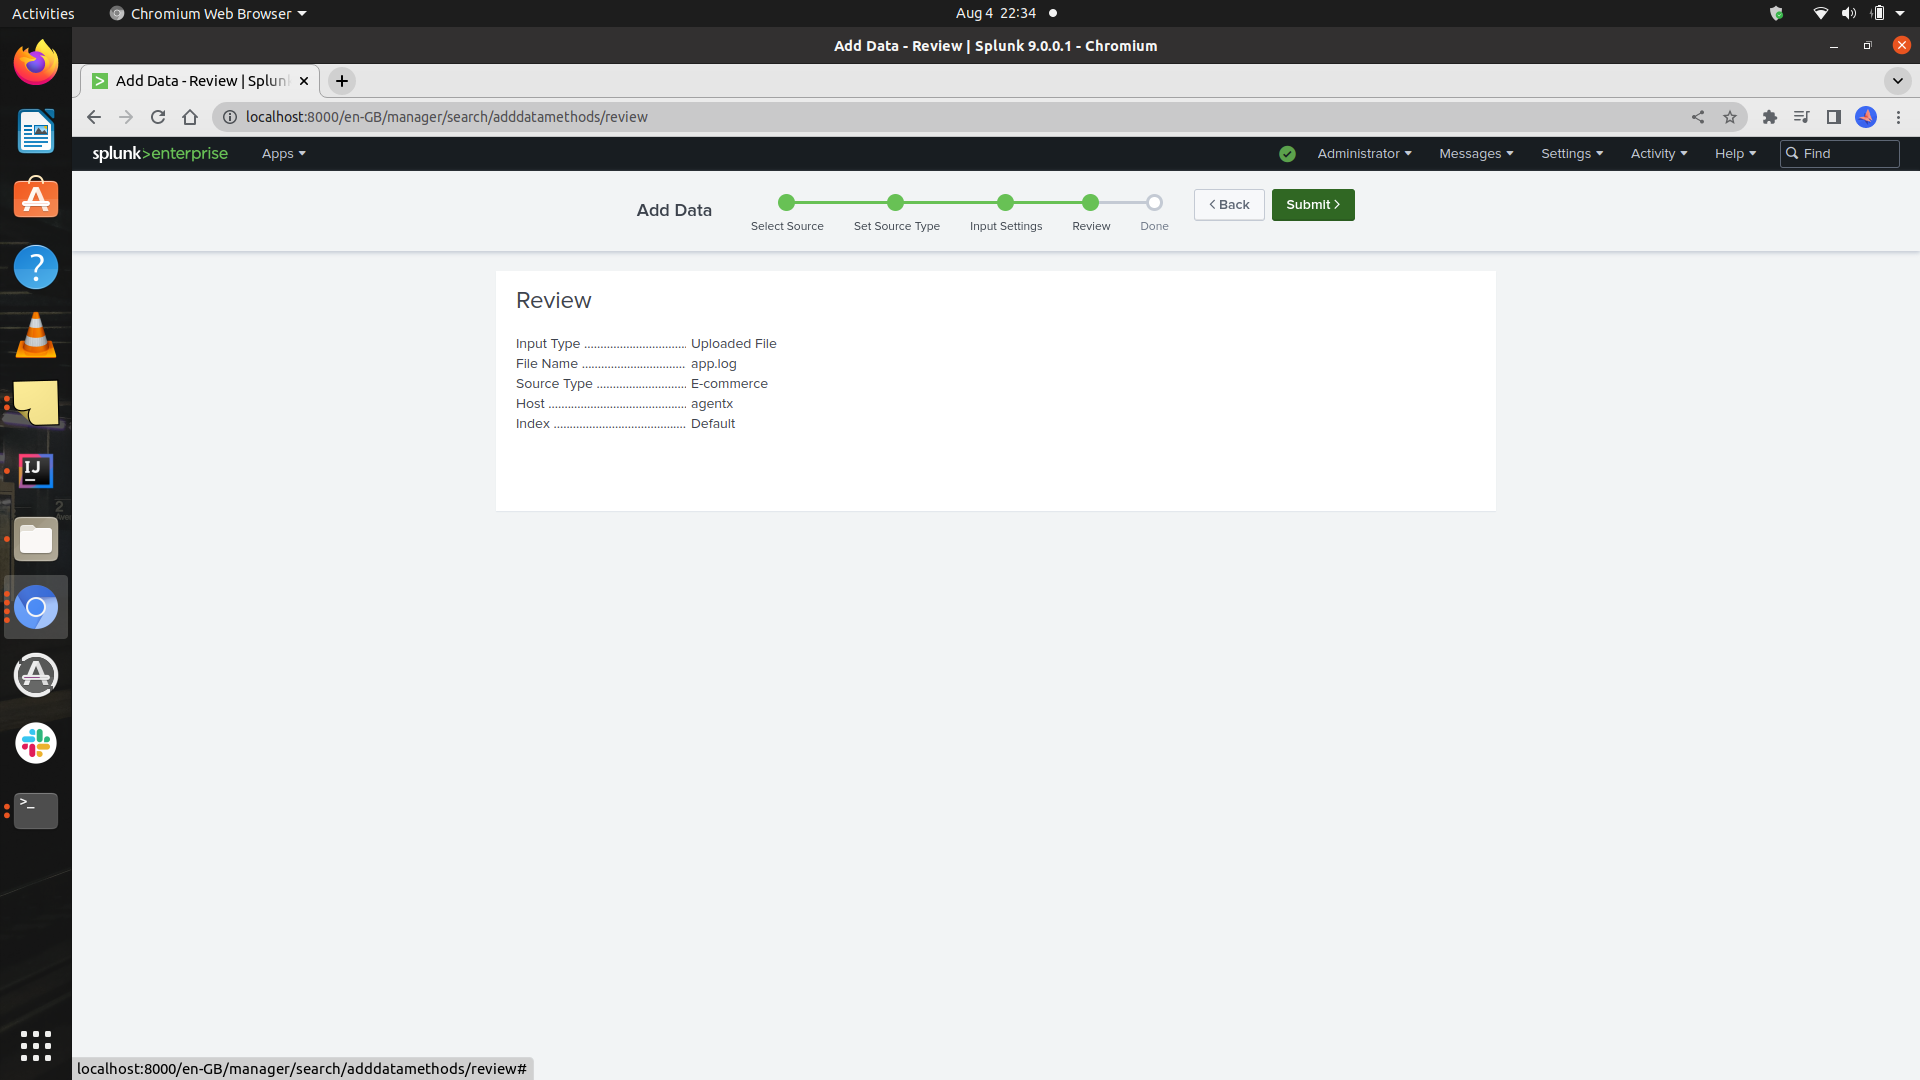 Activities
Chromium Web Browser
Aug 4 22:34
Add Data - Review | Splunk 9.0.0.1 - Chromium
Add Data - Review | Splun
localhost:8000/en-GB/manager/search/adddatamethods/review
splunk>enterprise
Apps
Administrator
Messages
Settings
Activity
Help
Find
Add Data
Select Source
Set Source Type
Input Settings
Review
Done
< Back
Submit >
Review
Input Type ................................ Uploaded File
File Name ................................ app.log
Source Type ............................ E-commerce
Host ........................................... agentx
Index ......................................... Default
IJ
>_
localhost:8000/en-GB/manager/search/adddatamethods/review#